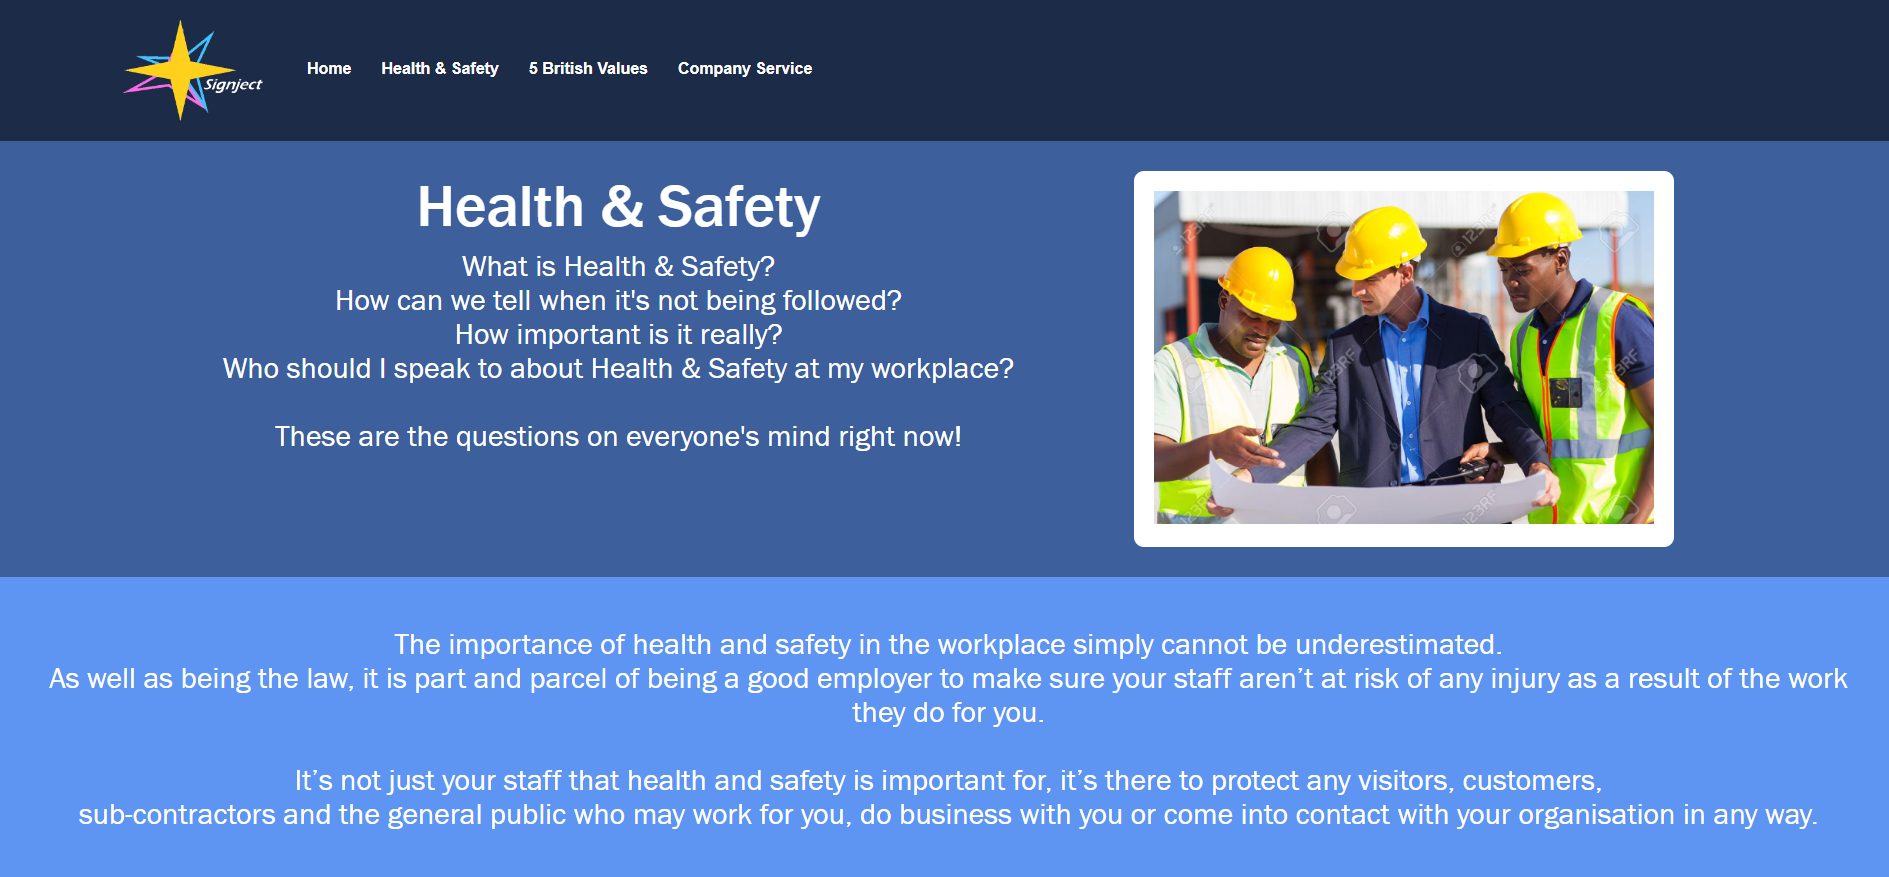 Signject
Home Health & Safety 5 British Values Company Service
Health & Safety
What is Health & Safety?
How can we tell when it's not being followed?
How important is it really?
Who should I speak to about Health & Safety at my workplace?
These are the questions on everyone's mind right now!
123RF
123RF
123RF
123RF
123RF
The importance of health and safety in the workplace simply cannot be underestimated.
As well as being the law, it is part and parcel of being a good employer to make sure your staff aren’t at risk of any injury as a result of the work
they do for you.
It’s not just your staff that health and safety is important for, it’s there to protect any visitors, customers,
sub-contractors and the general public who may work for you, do business with you or come into contact with your organisation in any way.